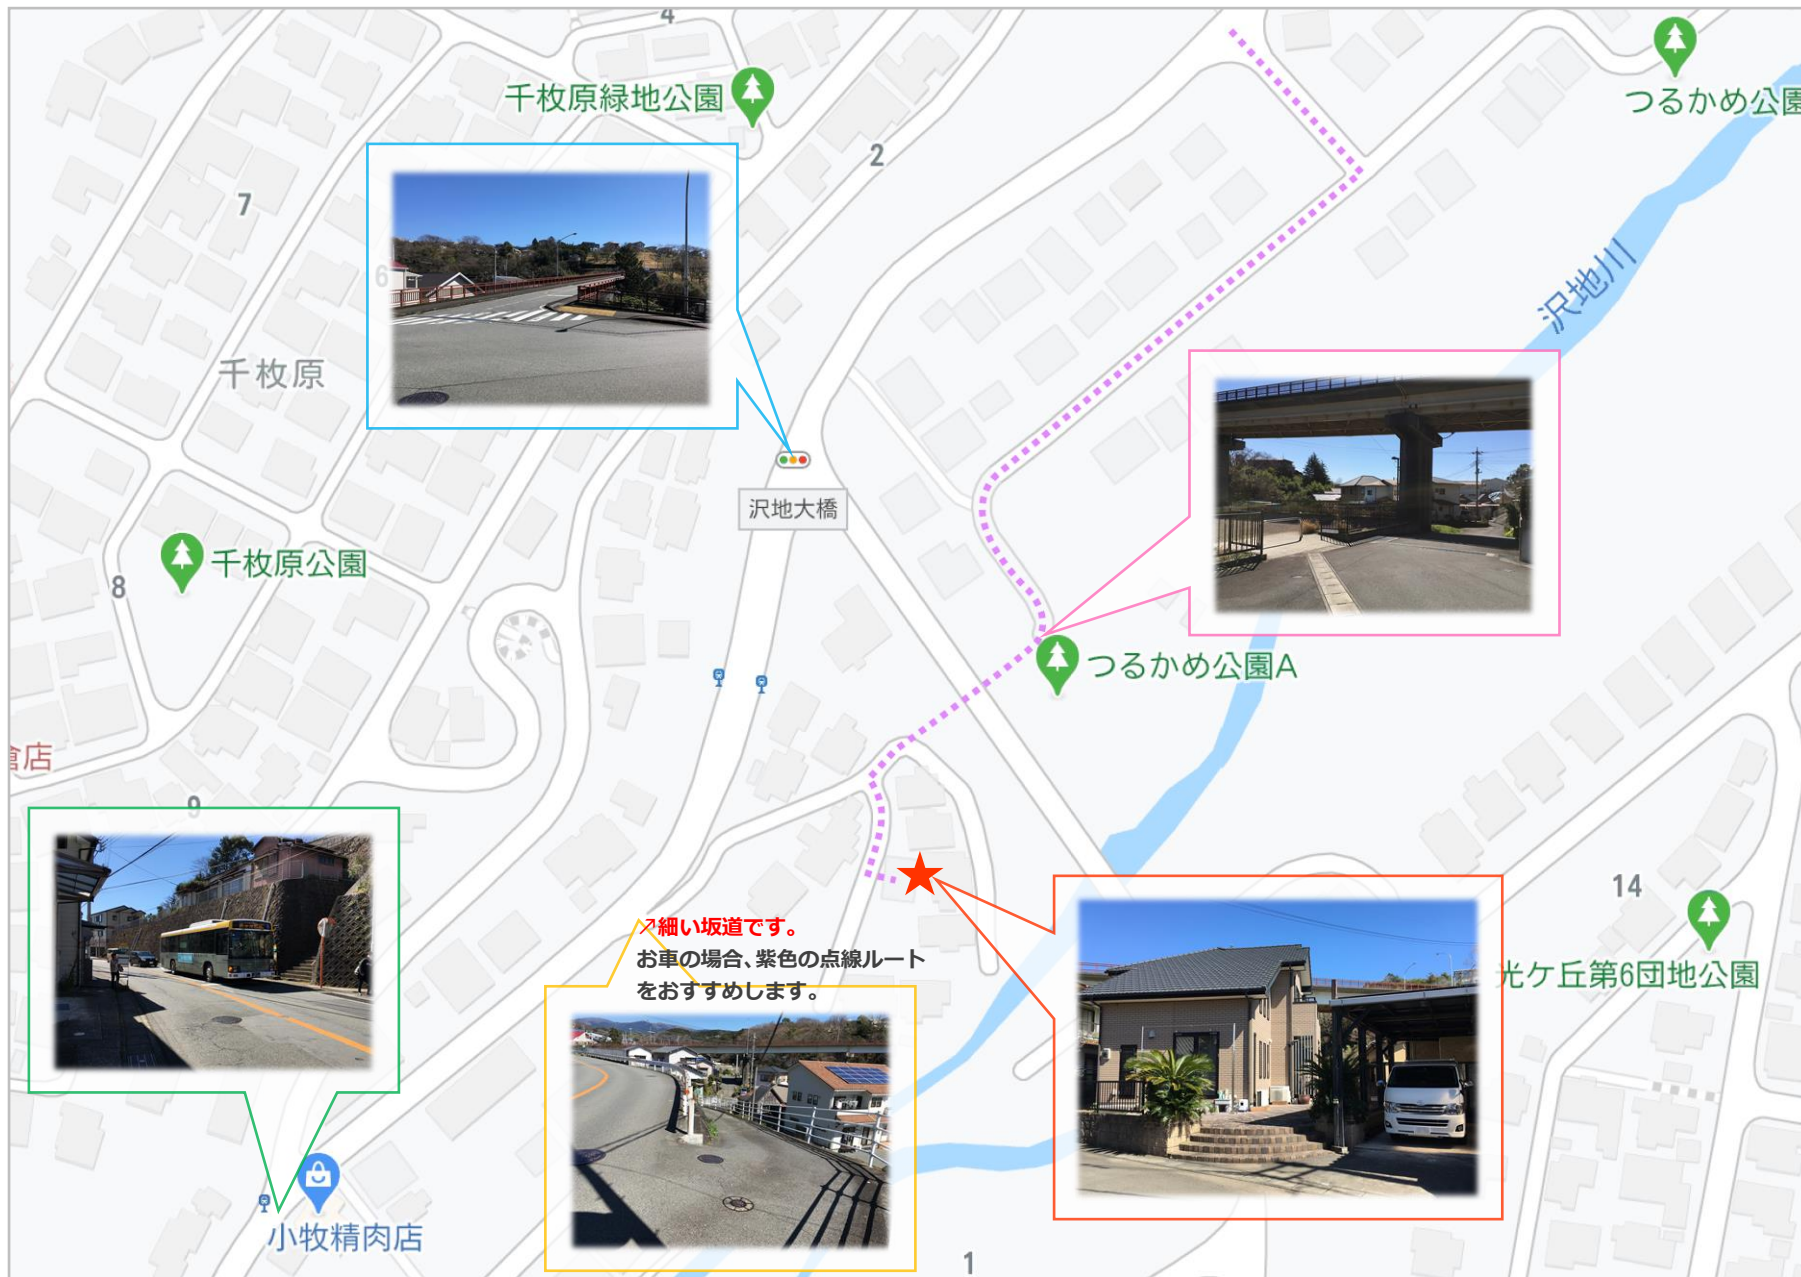 4
千枚原緑地公園
つるかめ公園
2
7
6
沢地川
千枚原
沢地大橋
千枚原公園
8
つるかめ公園A
倉店
9
14
↗細い坂道です。
お車の場合、紫色の点線ルート
をおすすめします。
光ケ丘第6団地公園
小牧精肉店
1